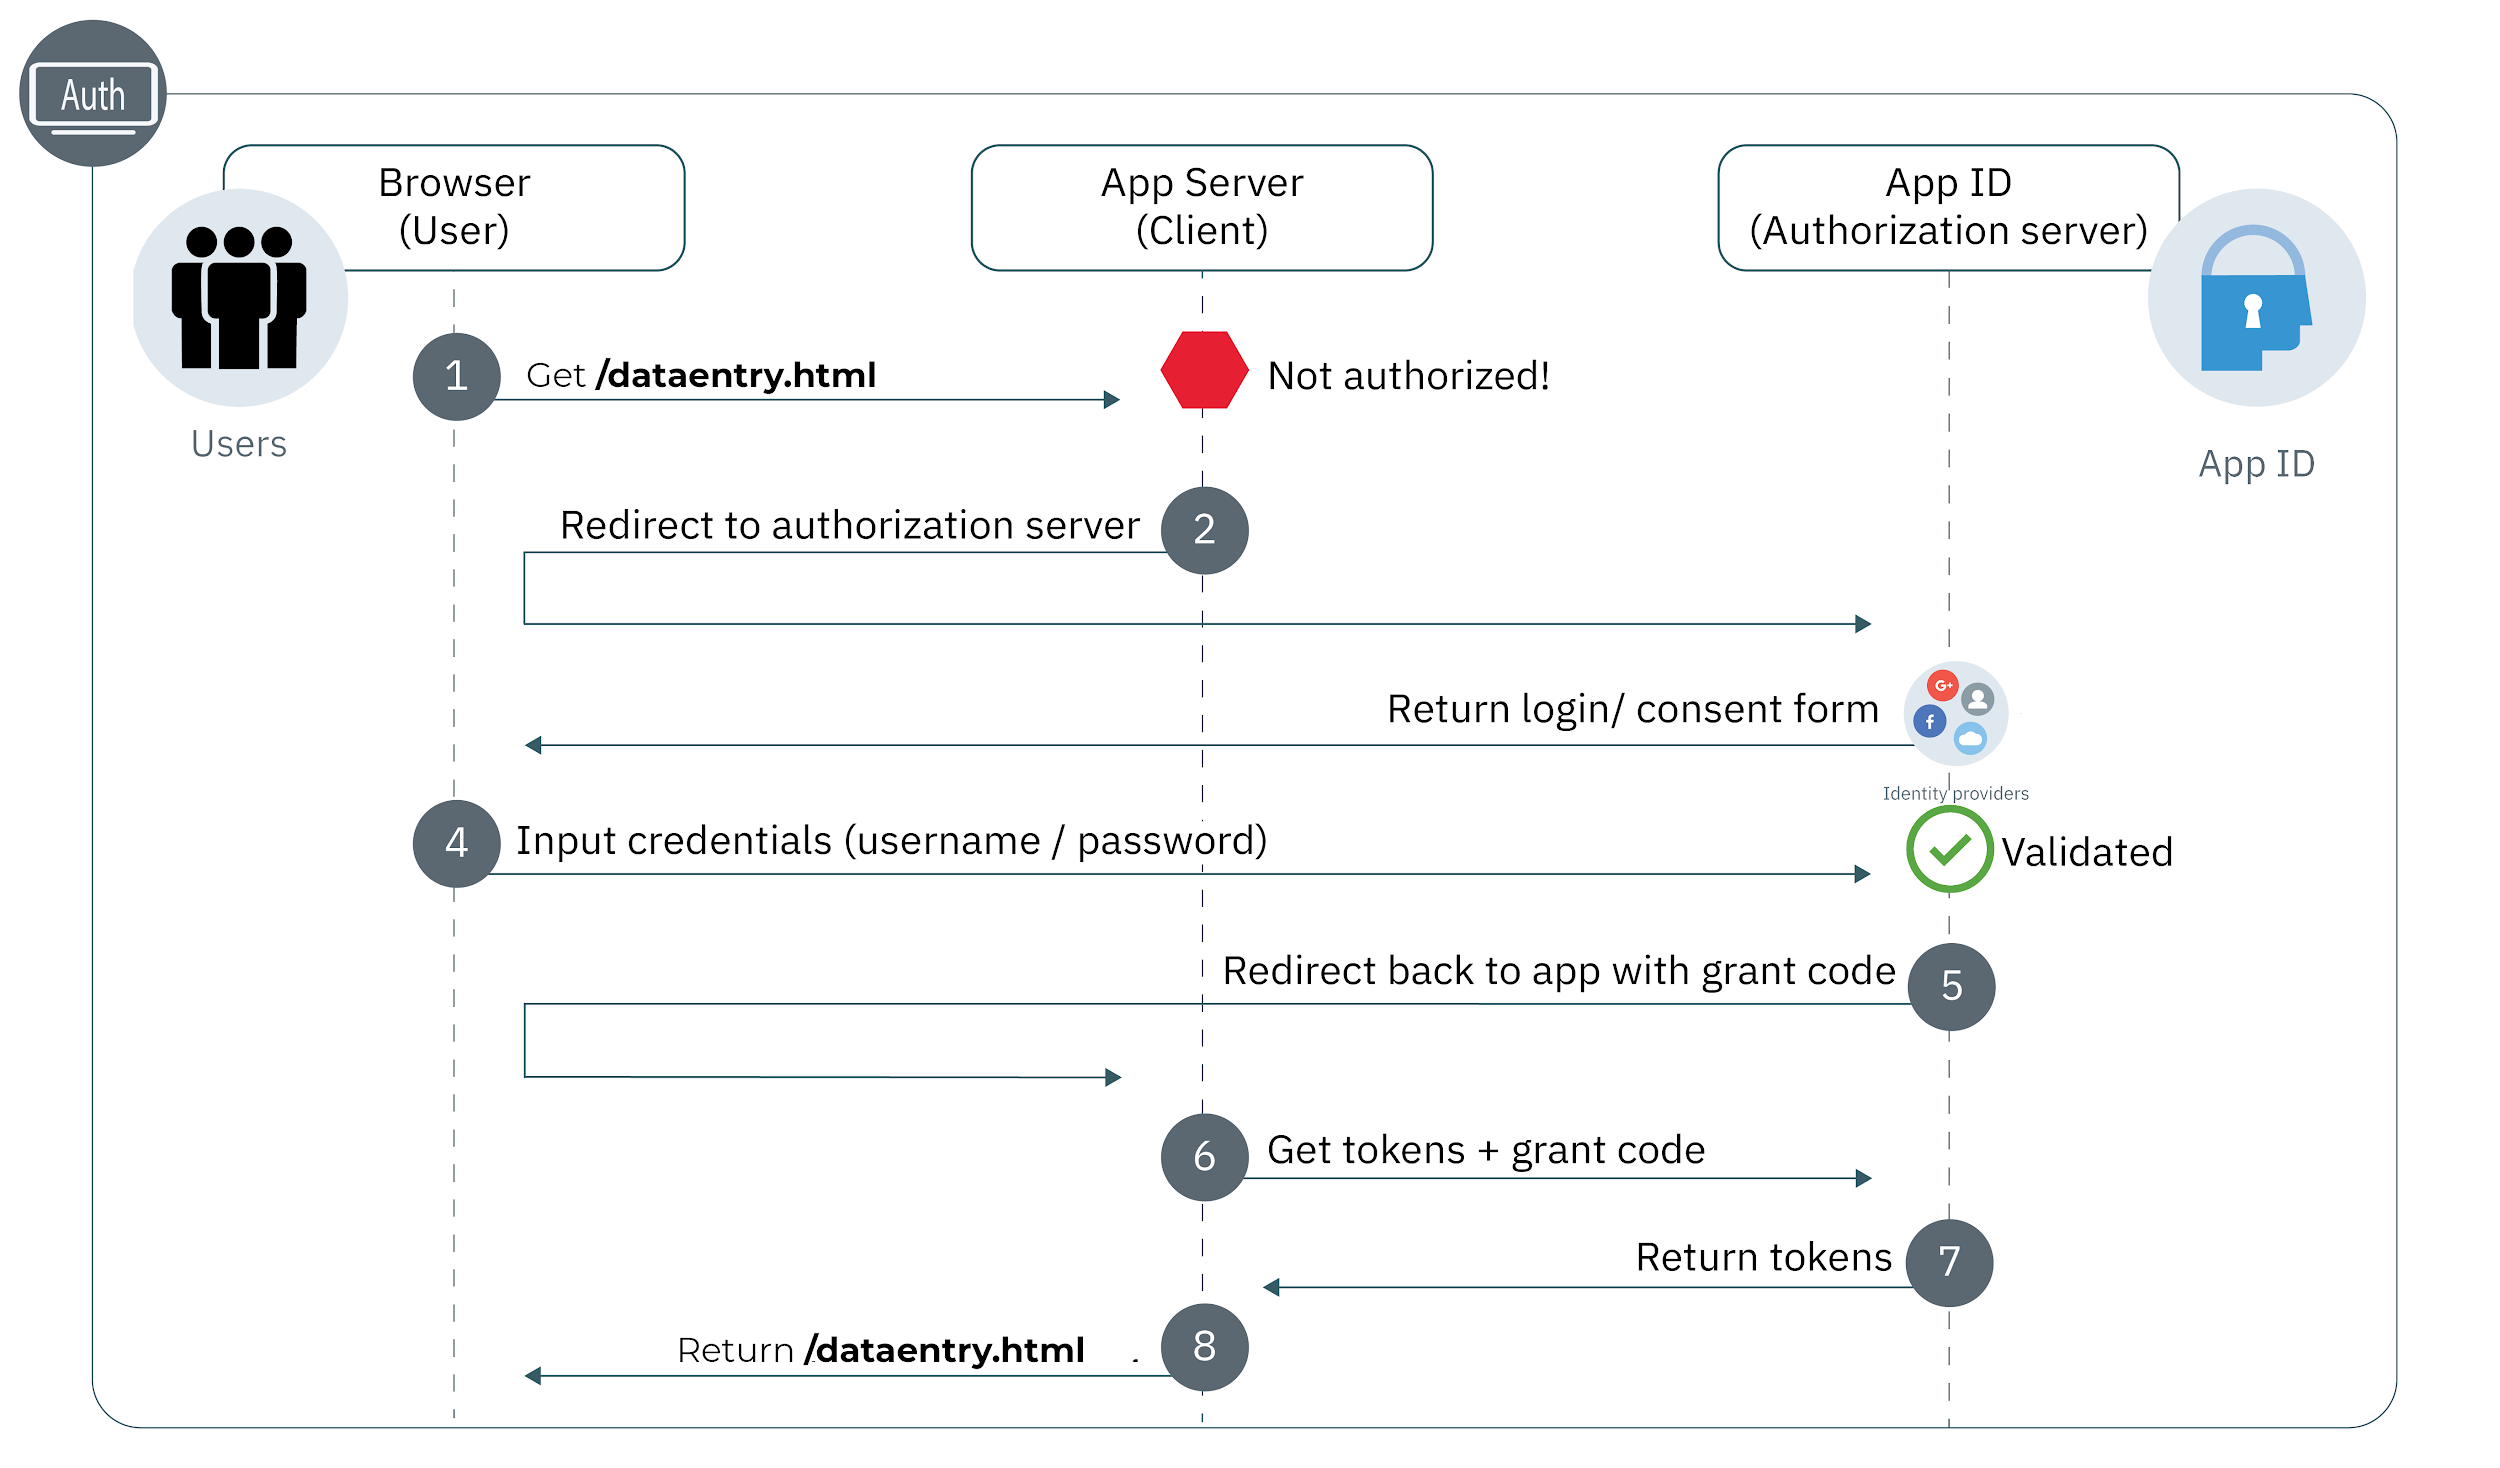 Auth
Browser
(User)
App Server
(Client)
App ID
(Authorization server)
Users
App ID
1
Get /dataentry.html
Not authorized!
Redirect to authorization server
2
Return login/ consent form
G+
f
Identity providers
4
Input credentials (username / password)
Validated
Redirect back to app with grant code
5
6
Get tokens + grant code
Return tokens
7
Return /dataentry.html
8